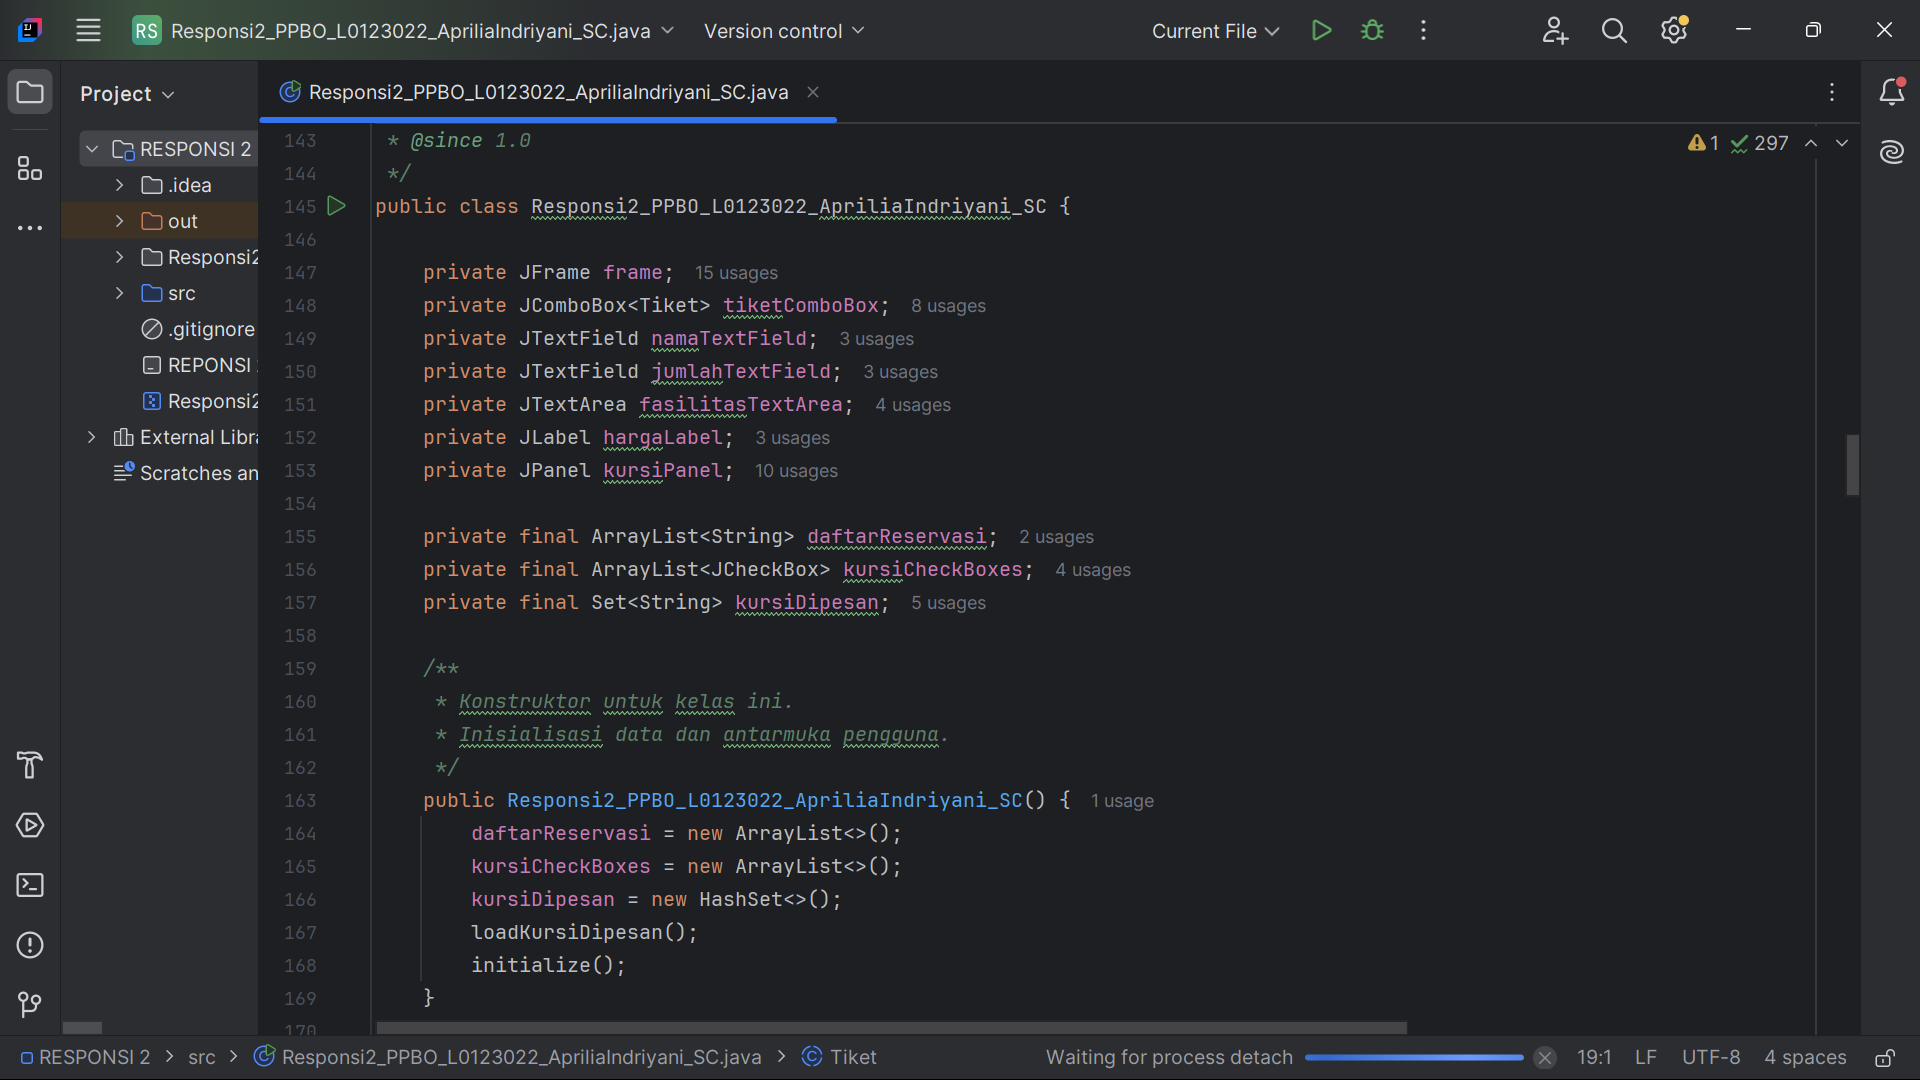 RS Responsi2_PPBO_L0123022_AprilialIndriyani_SC.java Version control Current File
Project
Responsi2_PPBO_L0123022_AprilialIndriyani_SC.java
RESPONSI 2
.idea
out
Responsi2
src
.gitignore
REPONSI
Responsi2
External Libra
Scratches an
1 297
143 * @since 1.0
144 */
145 public class Responsi2_PPBO_L0123022_ApriliaIndriyani_SC {
146
147 private JFrame frame; 15 usages
148 private JComboBox<Tiket> tiketComboBox; 8 usages
149 private JTextField namaTextField; 3 usages
150 private JTextField jumlahTextField; 3 usages
151 private JTextArea fasilitasTextArea; 4 usages
152 private JLabel hargaLabel; 3 usages
153 private JPanel kursiPanel; 10 usages
154
155 private final ArrayList<String> daftarReservasi; 2 usages
156 private final ArrayList<JCheckBox> kursiCheckBoxes; 4 usages
157 private final Set<String> kursiDipesan; 5 usages
158
159 /**
160 * Konstruktor untuk kelas ini.
161 * Inisialisasi data dan antarmuka pengguna.
162 */
163 public Responsi2_PPBO_L0123022_ApriliaIndriyani_SC() { 1 usage
164 daftarReservasi = new ArrayList<>();
165 kursiCheckBoxes = new ArrayList<>();
166 kursiDipesan = new HashSet<>();
167 loadKursiDipesan();
168 initialize();
169 }
170
RESPONSI 2 > src > Responsi2_PPBO_L0123022_ApriliaIndriyani_SC.java > Tiket Waiting for process detach 19:1 LF UTF-8 4 spaces